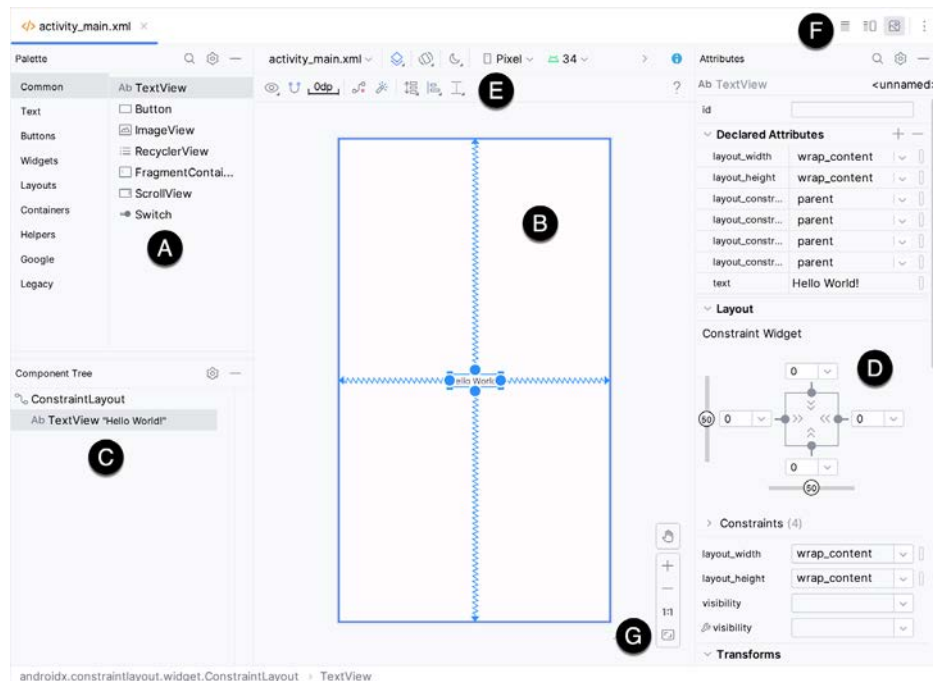 </> activity_main.xml ×
F
Palette
Common
Text
Buttons
Widgets
Layouts
Containers
Helpers
Google
Legacy
Ab TextView
Button
ImageView
RecyclerView
FragmentContai...
ScrollView
Switch
A
Component Tree
ConstraintLayout
Ab TextView "Hello World!"
C
activity_main.xml
Pixel
34
0dp
E
?
B
ello Worl
1:1
G
Attributes
Ab TextView <unnamed>
id
Declared Attributes
layout_width wrap_content
layout_height wrap_content
layout_constr... parent
layout_constr... parent
layout_constr... parent
layout_constr... parent
text Hello World!
Layout
Constraint Widget
D
0
50 0 0
0
50
Constraints (4)
layout_width wrap_content
layout_height wrap_content
visibility
visibility
Transforms
androidx.constraintlayout.widget.ConstraintLayout > TextView